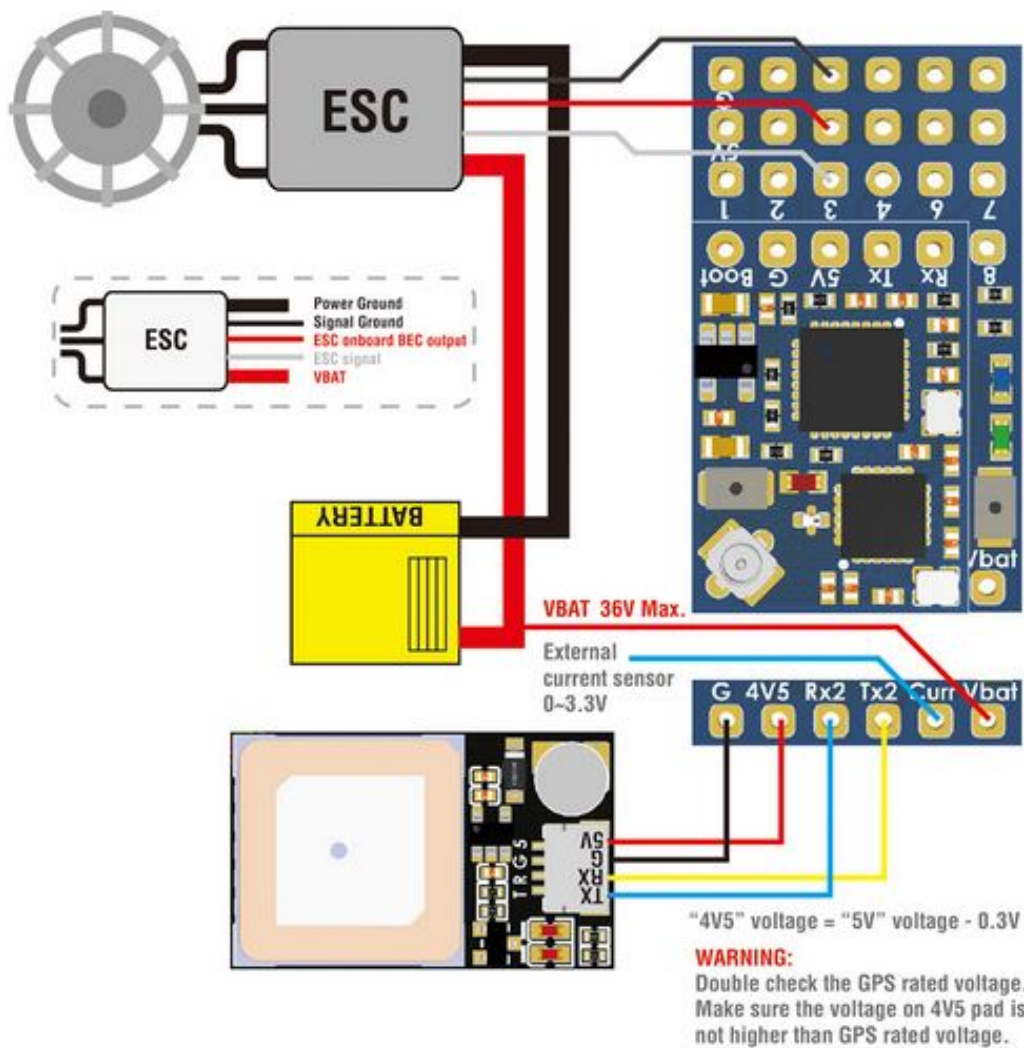 ESC
G
5V
1 2 3 4 6 7
Boot G 5V Tx Rx 8
ESC
Power Ground
Signal Ground
ESC onboard BEC output
ESC signal
VBAT
BATTERY
Vbat
VBAT 36V Max.
External
current sensor
0~3.3V
G 4V5 Rx2 Tx2 Curr Vbat
T R G 5
5V
G
RX
TX
“4V5” voltage = “5V” voltage - 0.3V
WARNING:
Double check the GPS rated voltage.
Make sure the voltage on 4V5 pad is
not higher than GPS rated voltage.